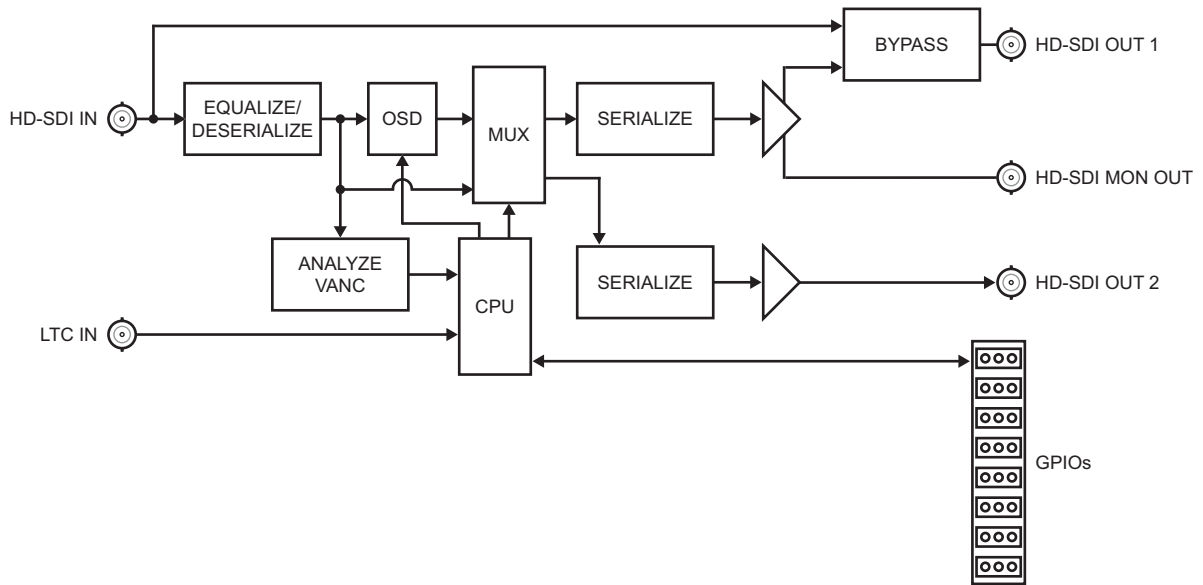 BYPASS
HD-SDI OUT 1
HD-SDI IN
EQUALIZE/
DESERIALIZE
OSD
MUX
SERIALIZE
HD-SDI MON OUT
ANALYZE
VANC
CPU
SERIALIZE
HD-SDI OUT 2
LTC IN
GPIOs